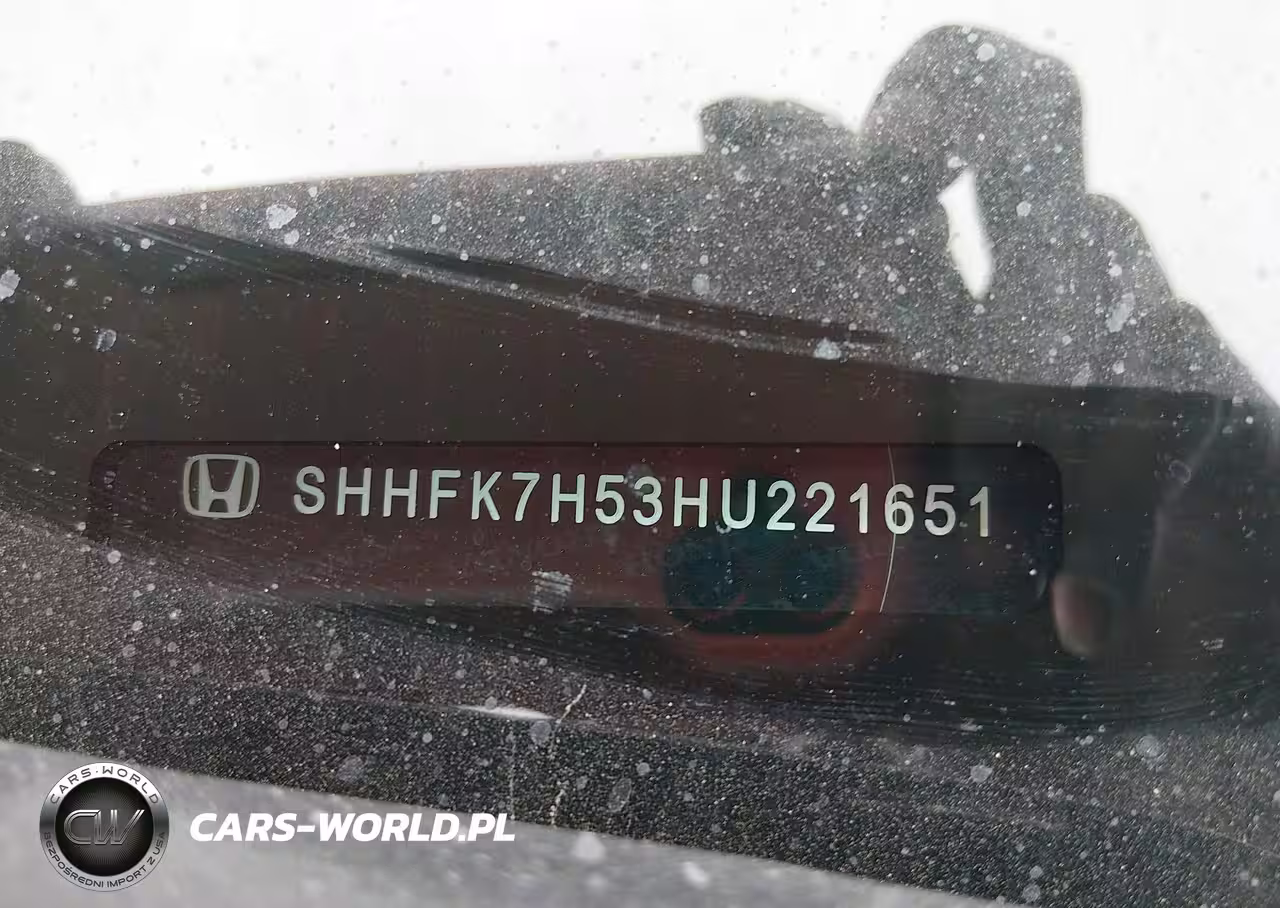 SHHFK7H53HU221651
CARS-WORLD
CW
BEZPOŚREDNI IMPORT Z USA
CARS-WORLD.PL